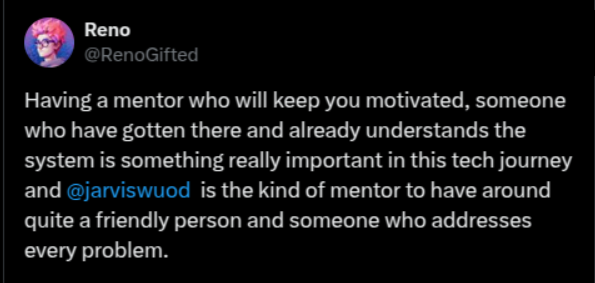 Reno
@RenoGifted
Having a mentor who will keep you motivated, someone
who have gotten there and already understands the
system is something really important in this tech journey
and @jarviswuod is the kind of mentor to have around
quite a friendly person and someone who addresses
every problem.